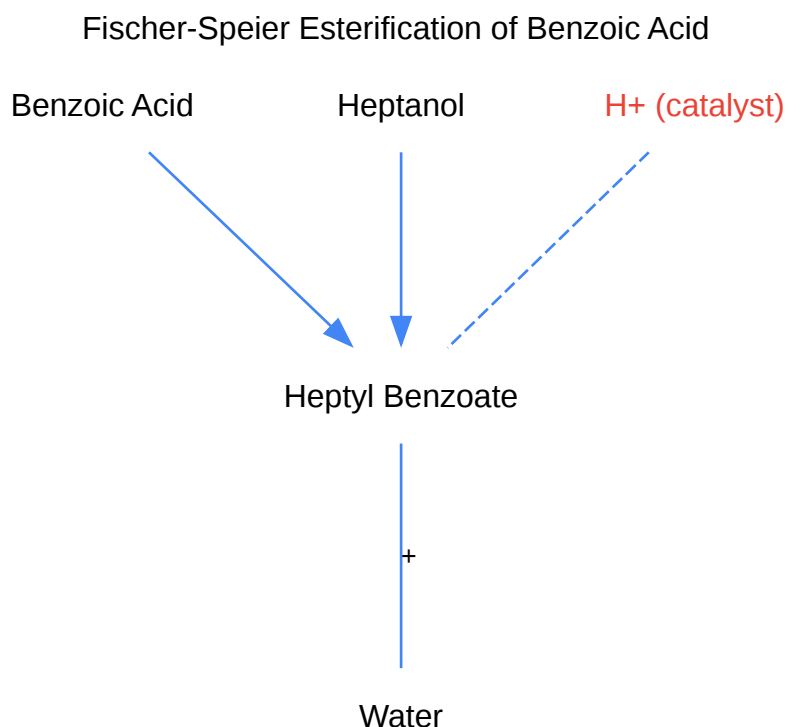 Fischer-Speier Esterification of Benzoic Acid
Benzoic Acid
Heptanol
H+ (catalyst)
Heptyl Benzoate
+
Water